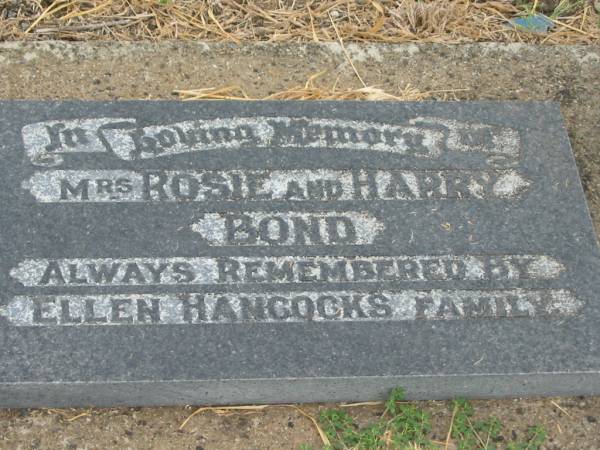 In Loving Memory of
MRS ROSIE AND HARRY
BOND
ALWAYS REMEMBERED BY
ELLEN HANCOCKS FAMILY.